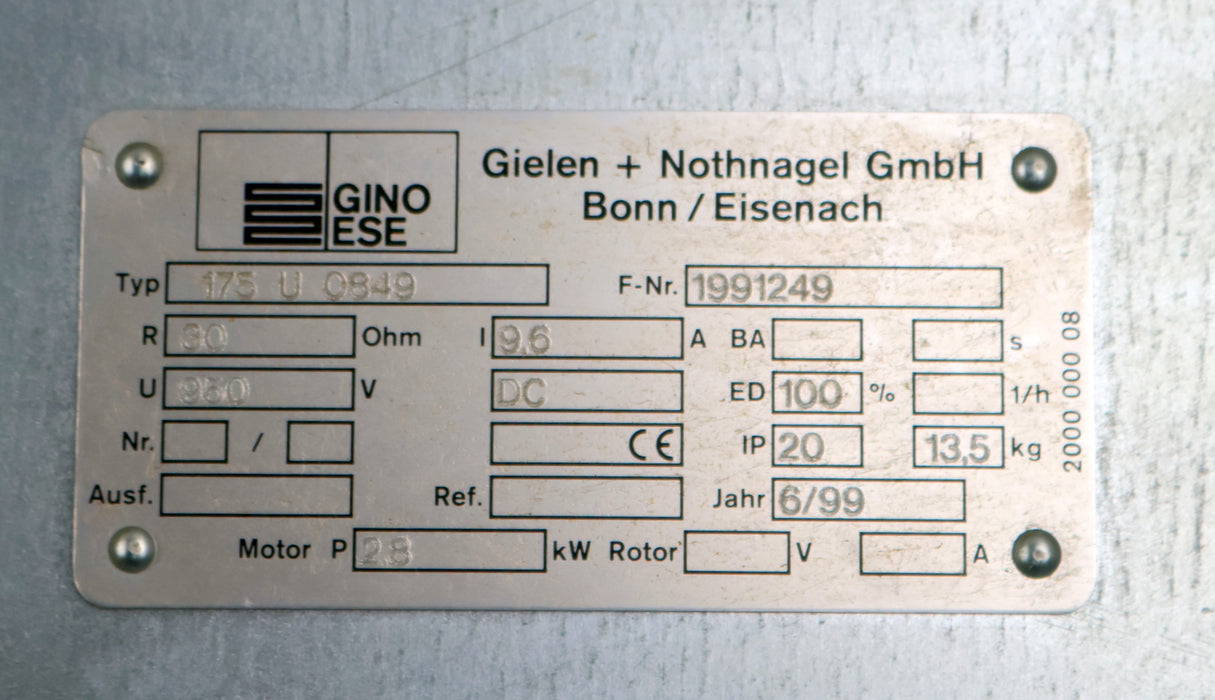 GINO
ESE
Gielen + Nothnagel GmbH
Bonn / Eisenach
Typ 175 U 0849 F-Nr. 1991249
R 30 Ohm I 9,6 A BA s
U V DC ED 100 % 1/h
Nr. / CE IP 20 13,5 kg
Ausf. Ref. Jahr 6/99
Motor P 2,8 kW Rotor V A
2000 000 08